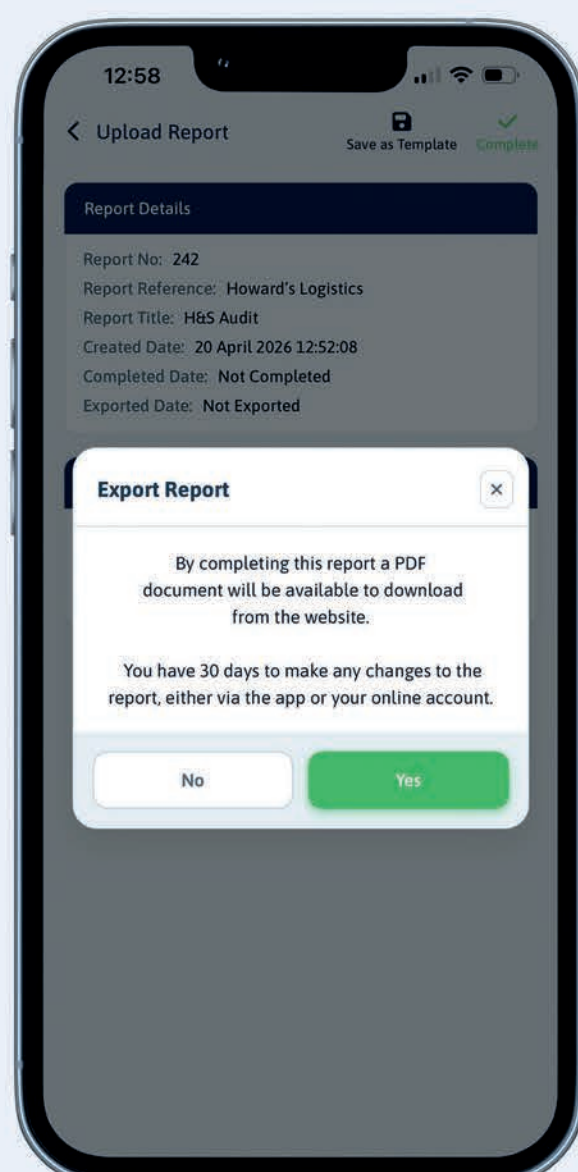 12:58
Upload Report
Save as Template
Complete
Report Details
Report No: 242
Report Reference: Howard's Logistics
Report Title: H&S Audit
Created Date: 20 April 2026 12:52:08
Completed Date: Not Completed
Exported Date: Not Exported
Export Report
By completing this report a PDF
document will be available to download
from the website.
You have 30 days to make any changes to the
report, either via the app or your online account.
No
Yes